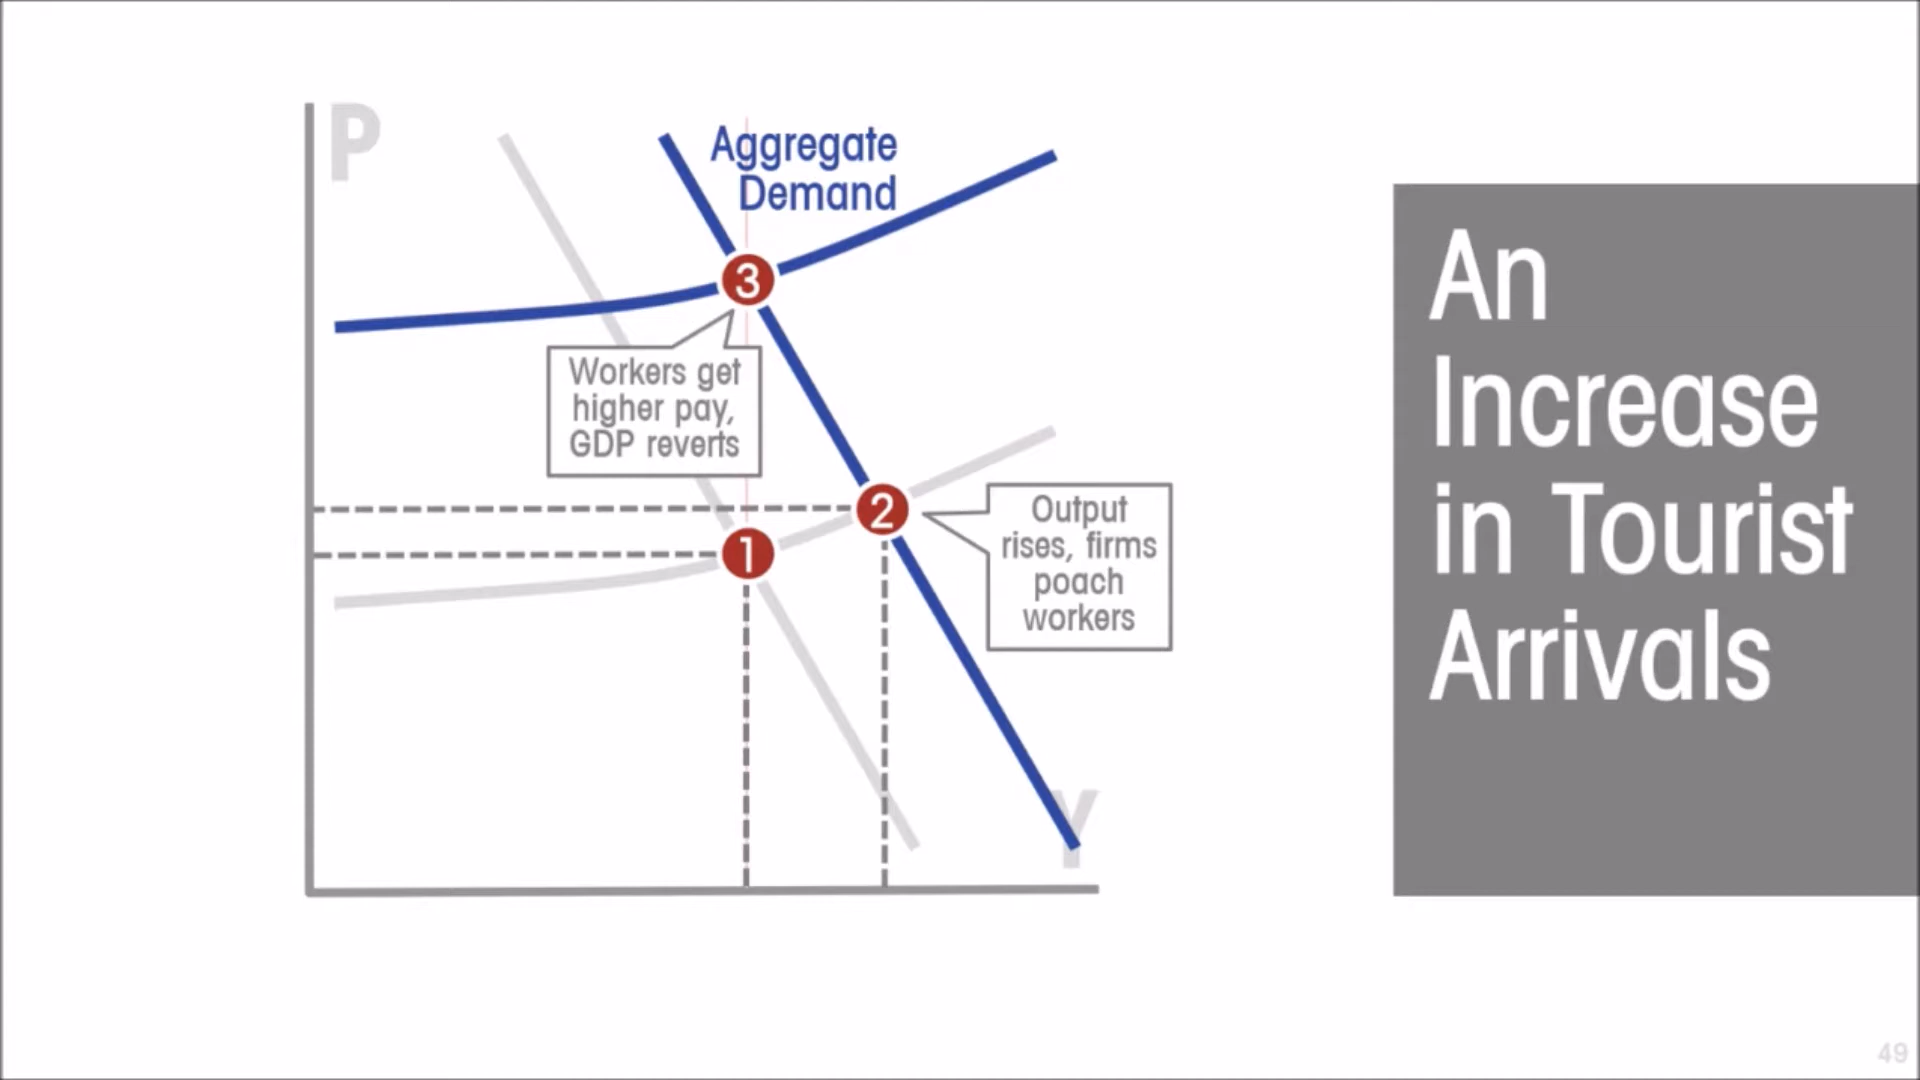 P
Aggregate
Demand
3
Workers get
higher pay,
GDP reverts
2
1
Output
rises, firms
poach
workers
Y
An
Increase
in Tourist
Arrivals
49